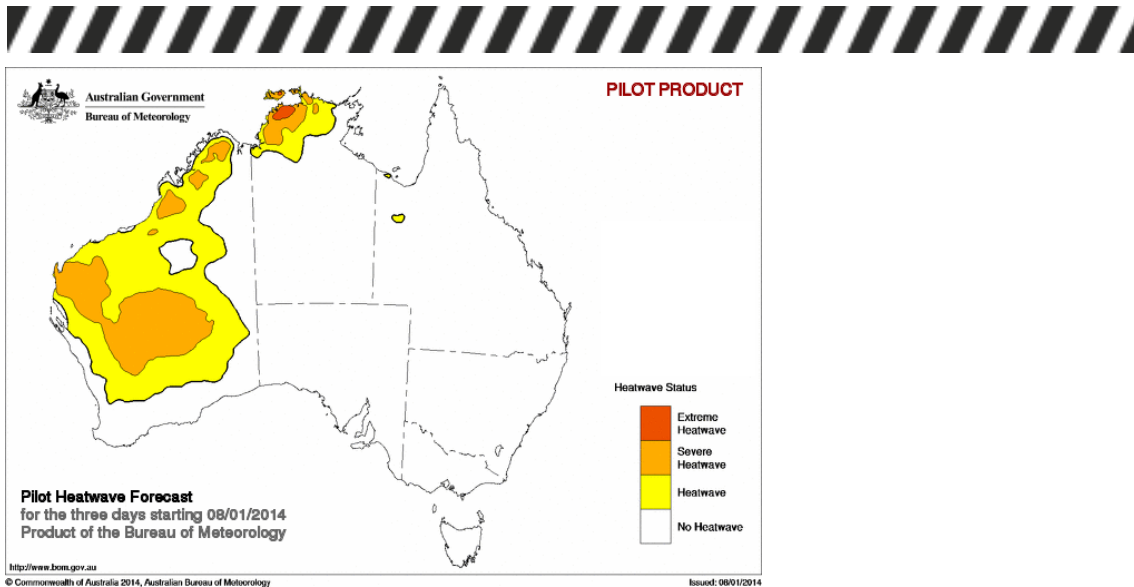 Australian Government
Bureau of Meteorology
PILOT PRODUCT
Heatwave Status
Extreme
Heatwave
Severe
Heatwave
Heatwave
No Heatwave
Pilot Heatwave Forecast
for the three days starting 08/01/2014
Product of the Bureau of Meteorology
http://www.bom.gov.au
© Commonwealth of Australia 2014, Australian Bureau of Meteorology
Issued: 08/01/2014